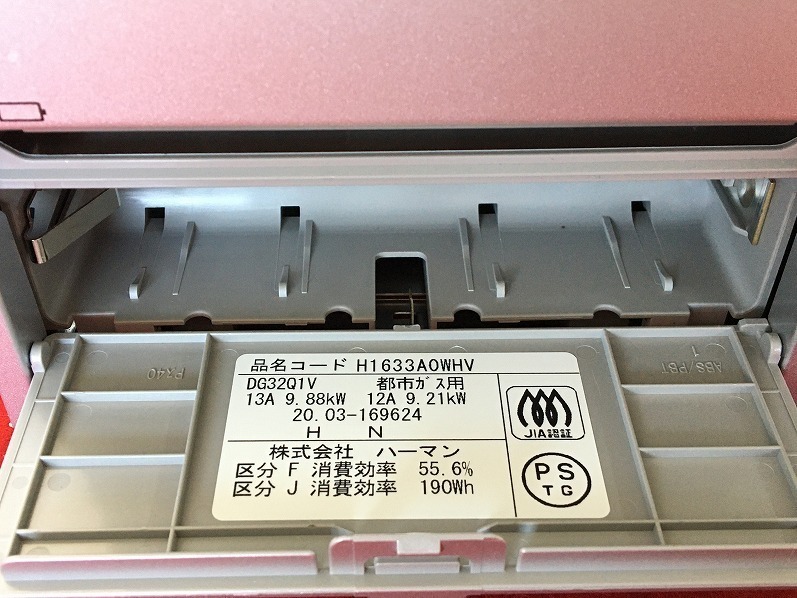 品名コード H1633A0WHV
DG32Q1V 都市ガス用
13A 9.88kW 12A 9.21kW
20.03-169624
H N
JIA認証
株式会社 ハーマン
区分 F 消費効率 55.6%
区分 J 消費効率 190Wh
PS
TG
Px40
ABS/PBT
1